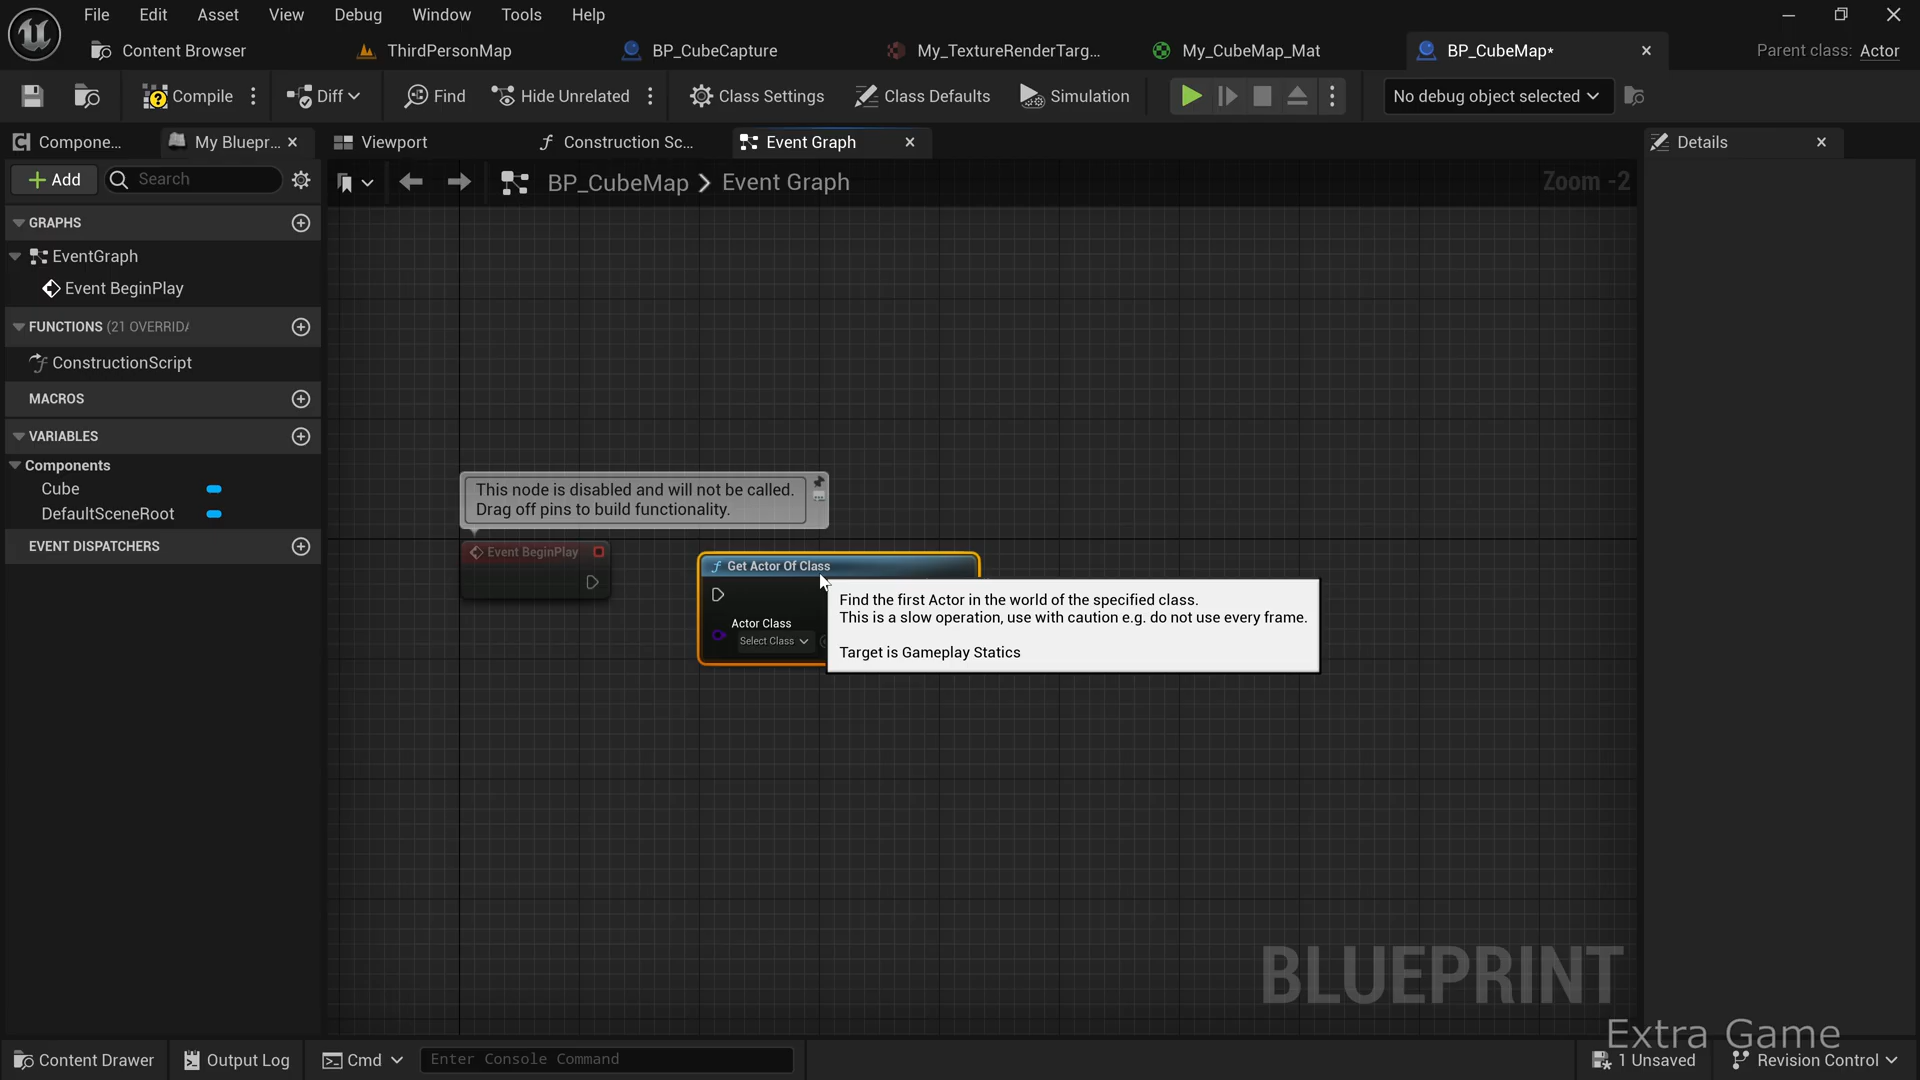 File Edit Asset View Debug Window Tools Help
Content Browser ThirdPersonMap BP_CubeCapture My_TextureRenderTarg... My_CubeMap_Mat BP_CubeMap* Parent class: Actor
Compile Diff Find Hide Unrelated Class Settings Class Defaults Simulation No debug object selected
Compone... My Bluepr... Viewport Construction Sc... Event Graph Details
Add Search BP_CubeMap > Event Graph Zoom -2
GRAPHS
EventGraph
Event BeginPlay
FUNCTIONS (21 OVERRIDA
ConstructionScript
MACROS
VARIABLES
Components
Cube
DefaultSceneRoot
EVENT DISPATCHERS
This node is disabled and will not be called.
Drag off pins to build functionality.
Event BeginPlay
Get Actor Of Class
Actor Class
Select Class
Find the first Actor in the world of the specified class.
This is a slow operation, use with caution e.g. do not use every frame.
Target is Gameplay Statics
BLUEPRINT
Extra Game
Content Drawer Output Log Cmd Enter Console Command 1 Unsaved Revision Control